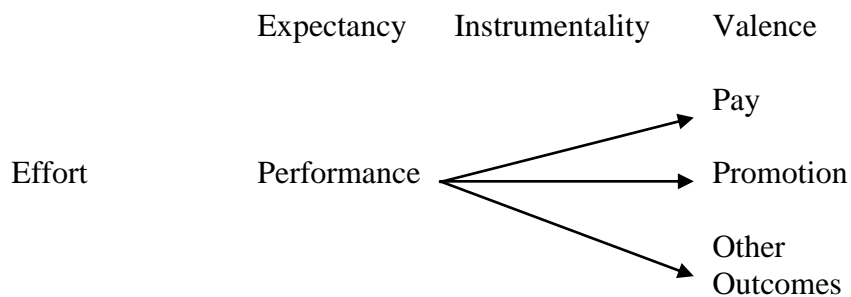 Expectancy Instrumentality Valence
Pay
Effort Performance Promotion
Other
Outcomes